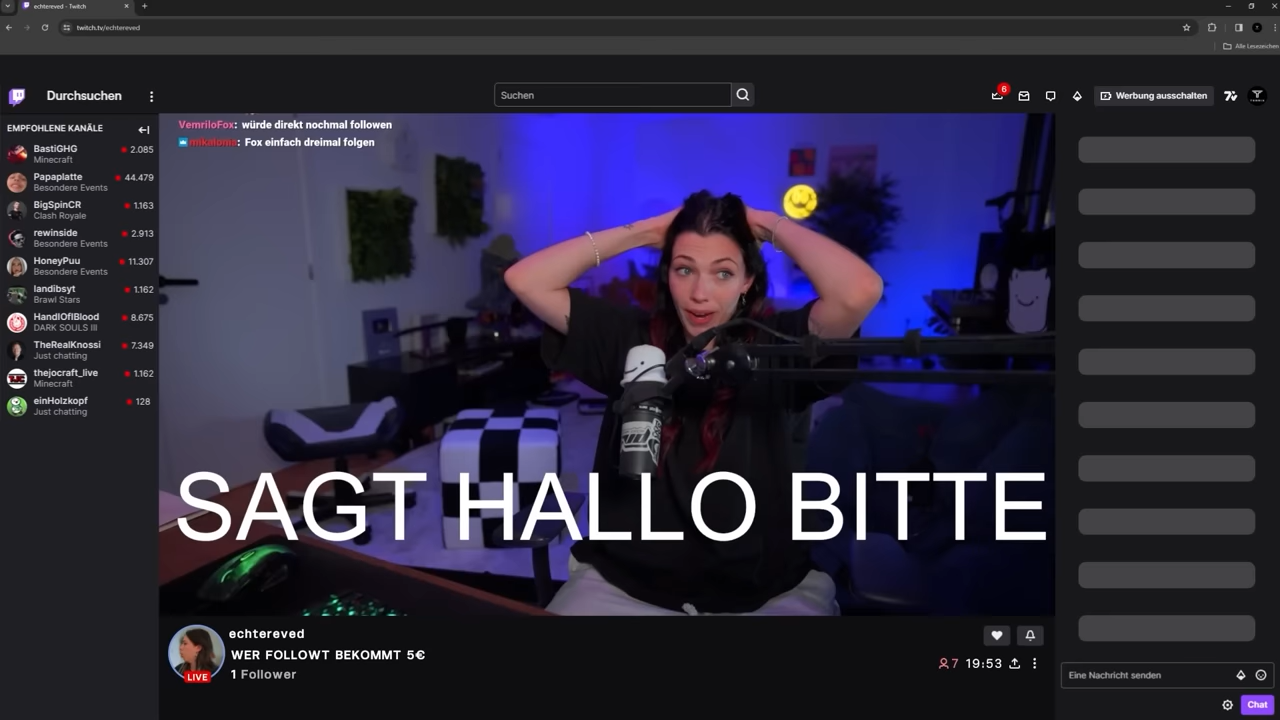 echtereved - Twitch
twitch.tv/echtereved
Alle Lesezeichen
Durchsuchen
Suchen
6
Werbung ausschalten
EMPFOHLENE KANÄLE
BastiGHG
2.085
Minecraft
Papaplatte
44.479
Besondere Events
BigSpinCR
1.163
Clash Royale
rewinside
2.913
Besondere Events
HoneyPuu
11.307
Besondere Events
landibsyt
1.162
Brawl Stars
HandIOfIBlood
8.675
DARK SOULS III
TheRealKnossi
7.349
Just chatting
thejocraft_live
1.162
Minecraft
einHolzkopf
128
Just chatting
VemriloFox: würde direkt nochmal followen
: Fox einfach dreimal folgen
SAGT HALLO BITTE
echtereved
WER FOLLOWT BEKOMMT 5€
1 Follower
LIVE
7 19:53
Eine Nachricht senden
Chat